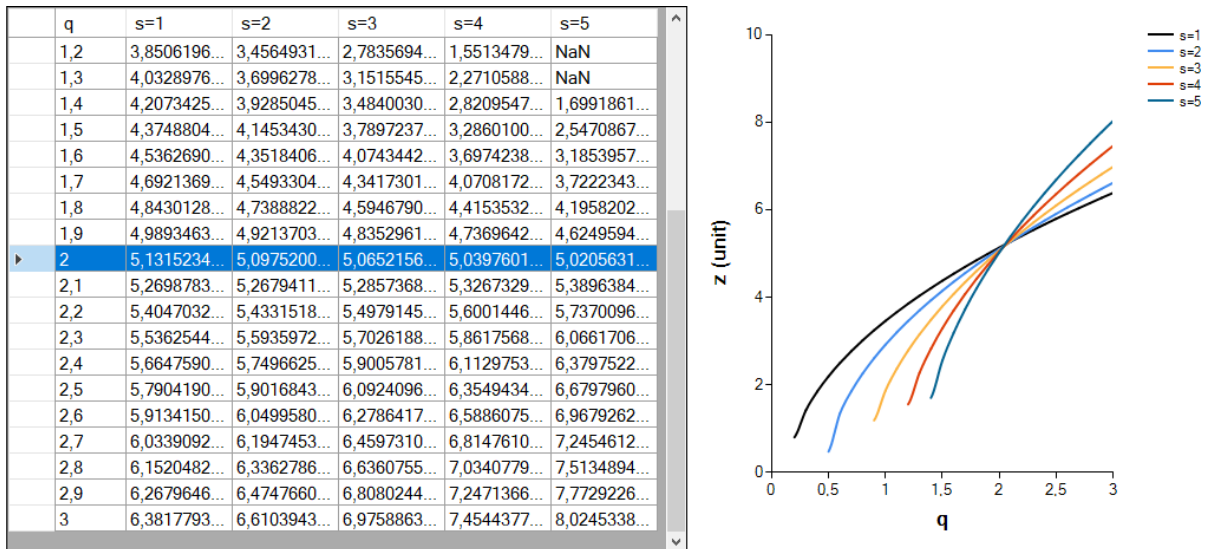 q s=1 s=2 s=3 s=4 s=5
1,2 3,8506196... 3,4564931... 2,7835694... 1,5513479... NaN
1,3 4,0328976... 3,6996278... 3,1515545... 2,2710588... NaN
1,4 4,2073425... 3,9285045... 3,4840030... 2,8209547... 1,6991861...
1,5 4,3748804... 4,1453430... 3,7897237... 3,2860100... 2,5470867...
1,6 4,5362690... 4,3518406... 4,0743442... 3,6974238... 3,1853957...
1,7 4,6921369... 4,5493304... 4,3417301... 4,0708172... 3,7222343...
1,8 4,8430128... 4,7388822... 4,5946790... 4,4153532... 4,1958202...
1,9 4,9893463... 4,9213703... 4,8352961... 4,7369642... 4,6249594...
2 5,1315234... 5,0975200... 5,0652156... 5,0397601... 5,0205631...
2,1 5,2698783... 5,2679411... 5,2857368... 5,3267329... 5,3896384...
2,2 5,4047032... 5,4331518... 5,4979145... 5,6001446... 5,7370096...
2,3 5,5362544... 5,5935972... 5,7026188... 5,8617568... 6,0661706...
2,4 5,6647590... 5,7496625... 5,9005781... 6,1129753... 6,3797522...
2,5 5,7904190... 5,9016843... 6,0924096... 6,3549434... 6,6797960...
2,6 5,9134150... 6,0499580... 6,2786417... 6,5886075... 6,9679262...
2,7 6,0339092... 6,1947453... 6,4597310... 6,8147610... 7,2454612...
2,8 6,1520482... 6,3362786... 6,6360755... 7,0340779... 7,5134894...
2,9 6,2679646... 6,4747660... 6,8080244... 7,2471366... 7,7729226...
3 6,3817793... 6,6103943... 6,9758863... 7,4544377... 8,0245338...
10
8
6
4
2
0
z (unit)
0 0,5 1 1,5 2 2,5 3
q
s=1
s=2
s=3
s=4
s=5